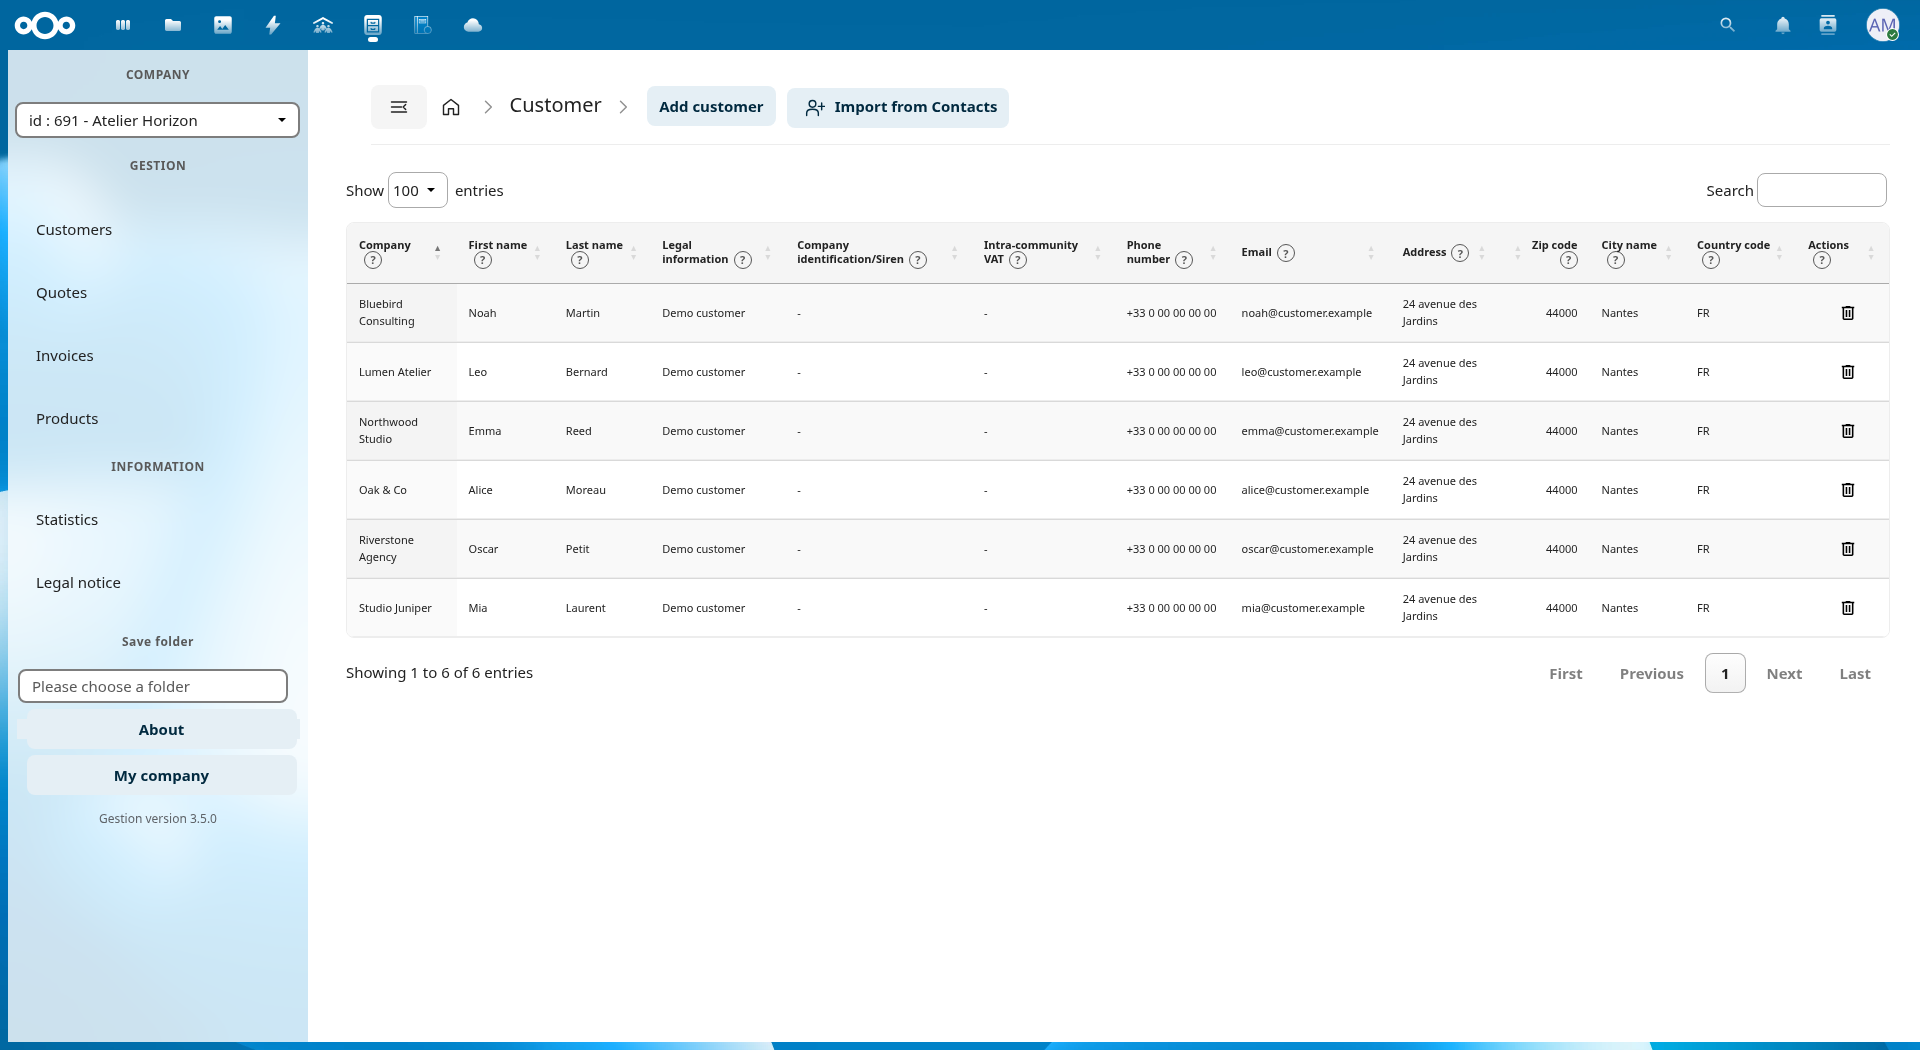 AM
COMPANY
id : 691 - Atelier Horizon
GESTION
Customers
Quotes
Invoices
Products
INFORMATION
Statistics
Legal notice
Save folder
Please choose a folder
About
My company
Gestion version 3.5.0
Customer
Add customer
Import from Contacts
Show 100 entries
Search
Company ? First name ? Last name ? Legal information ? Company identification/Siren ? Intra-community VAT ? Phone number ? Email ? Address ? Zip code ? City name ? Country code ? Actions ?
Bluebird Consulting Noah Martin Demo customer - - +33 0 00 00 00 00 noah@customer.example 24 avenue des Jardins 44000 Nantes FR
Lumen Atelier Leo Bernard Demo customer - - +33 0 00 00 00 00 leo@customer.example 24 avenue des Jardins 44000 Nantes FR
Northwood Studio Emma Reed Demo customer - - +33 0 00 00 00 00 emma@customer.example 24 avenue des Jardins 44000 Nantes FR
Oak & Co Alice Moreau Demo customer - - +33 0 00 00 00 00 alice@customer.example 24 avenue des Jardins 44000 Nantes FR
Riverstone Agency Oscar Petit Demo customer - - +33 0 00 00 00 00 oscar@customer.example 24 avenue des Jardins 44000 Nantes FR
Studio Juniper Mia Laurent Demo customer - - +33 0 00 00 00 00 mia@customer.example 24 avenue des Jardins 44000 Nantes FR
Showing 1 to 6 of 6 entries
First Previous 1 Next Last